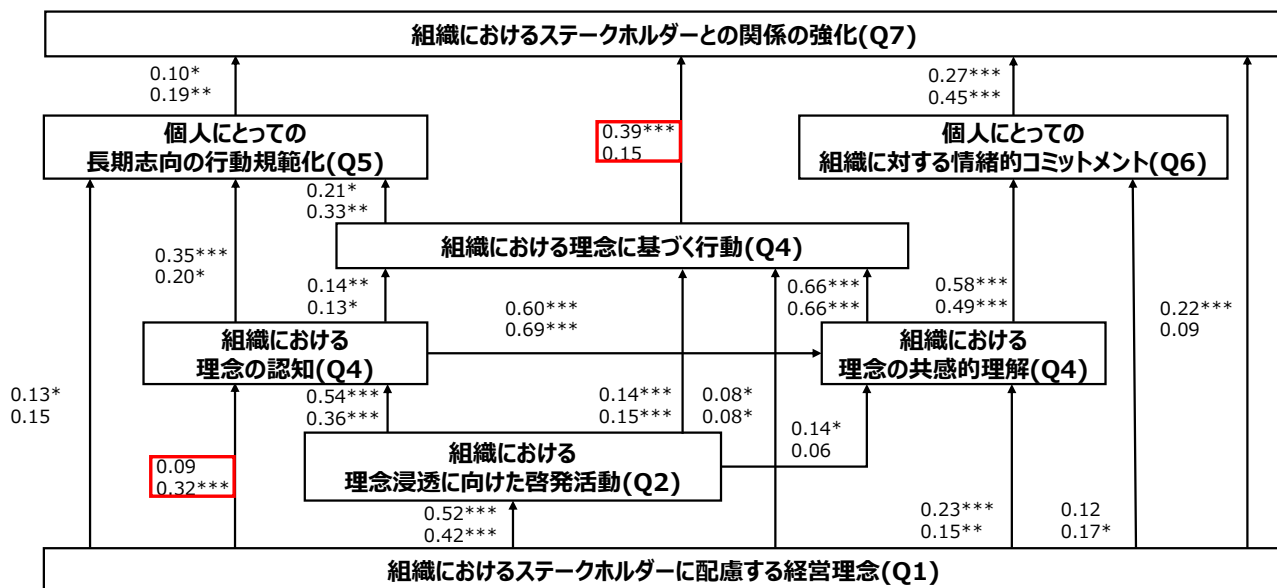 組織におけるステークホルダーとの関係の強化(Q7)
0.10*
0.19**
0.27***
0.45***
個人にとっての
長期志向の行動規範化(Q5)
0.39***
0.15
個人にとっての
組織に対する情緒的コミットメント(Q6)
0.21*
0.33**
組織における理念に基づく行動(Q4)
0.35***
0.20*
0.14**
0.13*
0.60***
0.69***
0.66***
0.66***
0.58***
0.49***
0.22***
0.09
組織における
理念の認知(Q4)
組織における
理念の共感的理解(Q4)
0.13*
0.15
0.54***
0.36***
0.14***
0.15***
0.08*
0.08*
0.14*
0.06
組織における
理念浸透に向けた啓発活動(Q2)
0.09
0.32***
0.52***
0.42***
0.23***
0.15**
0.12
0.17*
組織におけるステークホルダーに配慮する経営理念(Q1)